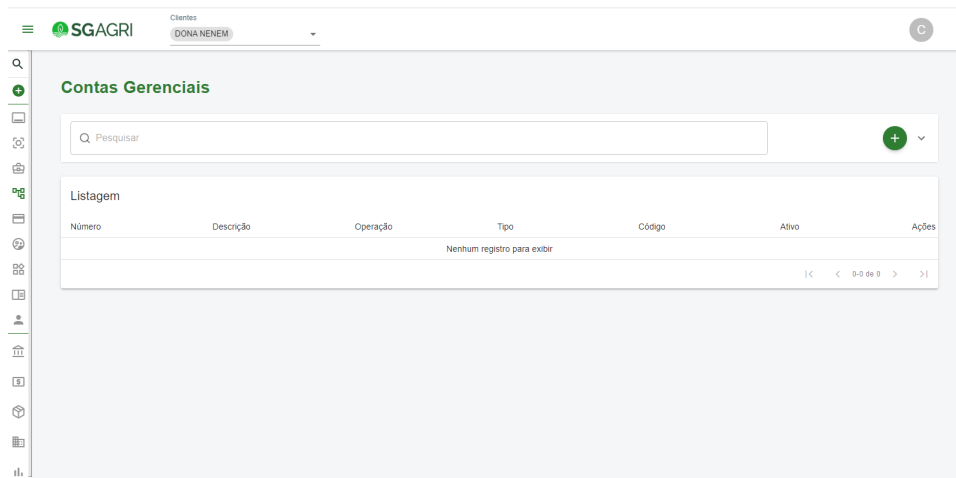 Clientes
SGAGRI
DONA NENEM
C
Contas Gerenciais
Pesquisar
Listagem
Número Descrição Operação Tipo Código Ativo Ações
Nenhum registro para exibir
0-0 de 0